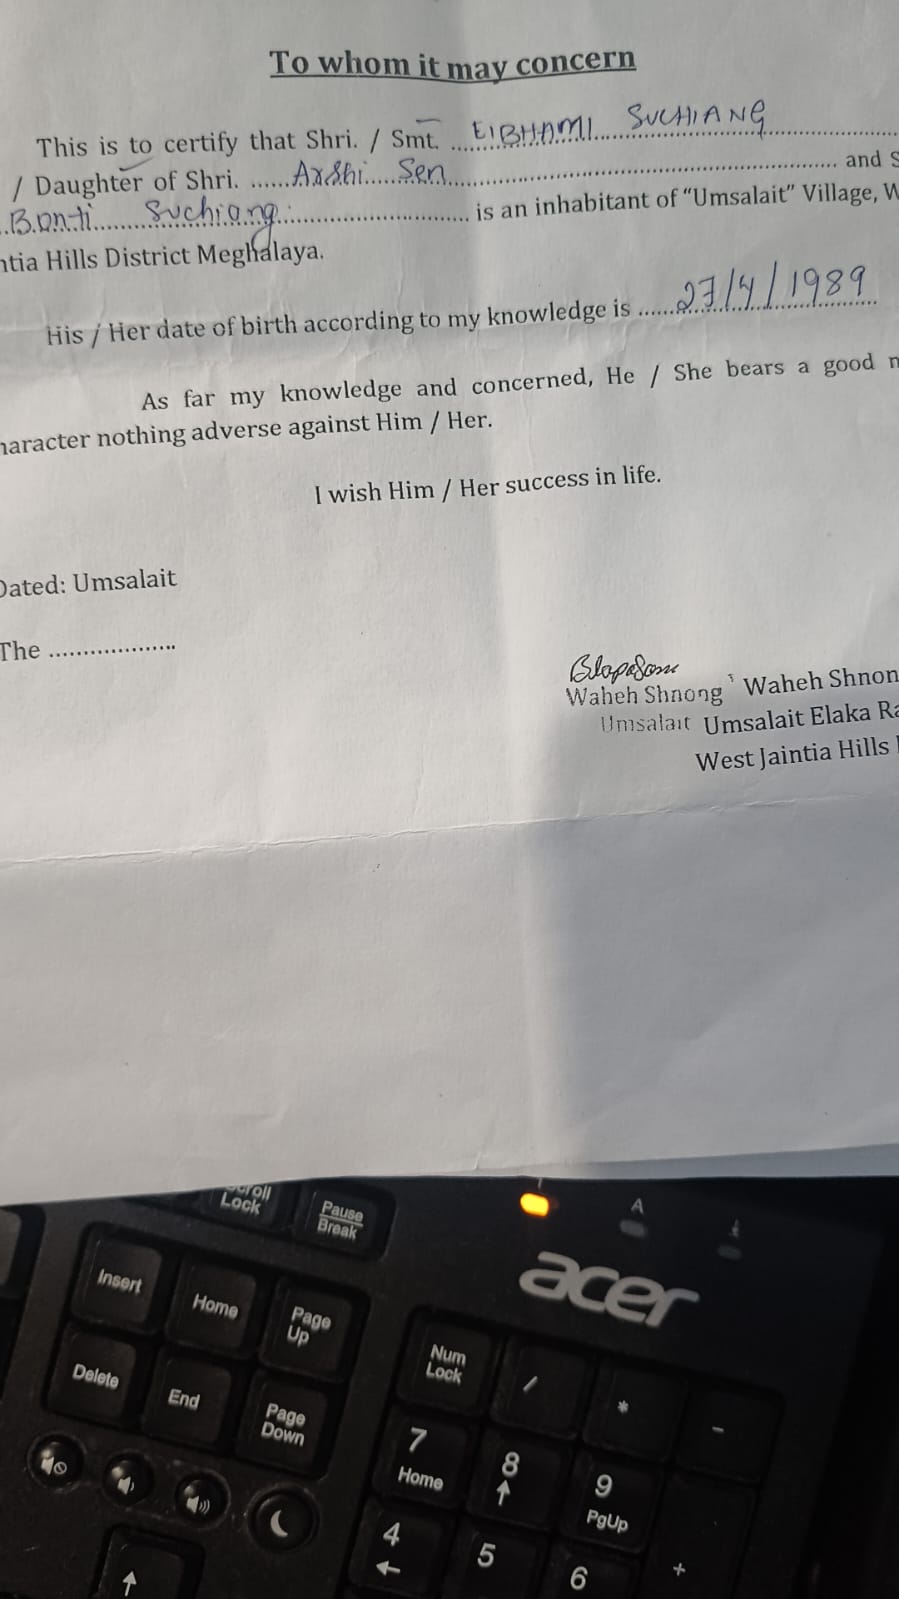 To whom it may concern
This is to certify that Shri. / Smt. ....EIBHAMI.... SUCHIANG....................
/ Daughter of Shri. ......Arshi.....Sen.................................................... and S
..Bonti.... Suchiang............................ is an inhabitant of “Umsalait” Village, W
ntia Hills District Meghalaya.
His / Her date of birth according to my knowledge is ......27/4/1989
As far my knowledge and concerned, He / She bears a good m
haracter nothing adverse against Him / Her.
I wish Him / Her success in life.
Dated: Umsalait
The ...................
Waheh Shnong Waheh Shnon
Umsalait Umsalait Elaka Ra
West Jaintia Hills
Scroll Lock
Pause Break
A
acer
Insert
Home
Page Up
Num Lock
/
*
-
Delete
End
Page Down
7 Home
8
9 PgUp
4
5
6
+